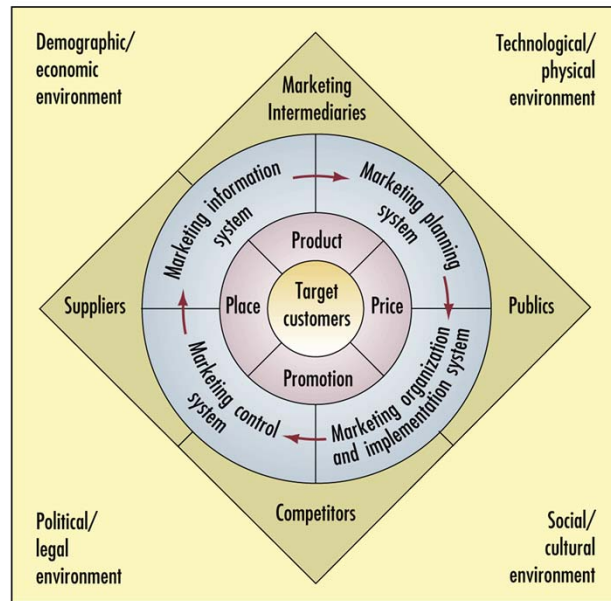 Demographic/
economic
environment
Technological/
physical
environment
Marketing
Intermediaries
Marketing information
system
Marketing planning
system
Product
Suppliers
Place
Target
customers
Price
Publics
Promotion
Marketing control
system
Marketing organization
and implementation system
Competitors
Political/
legal
environment
Social/
cultural
environment